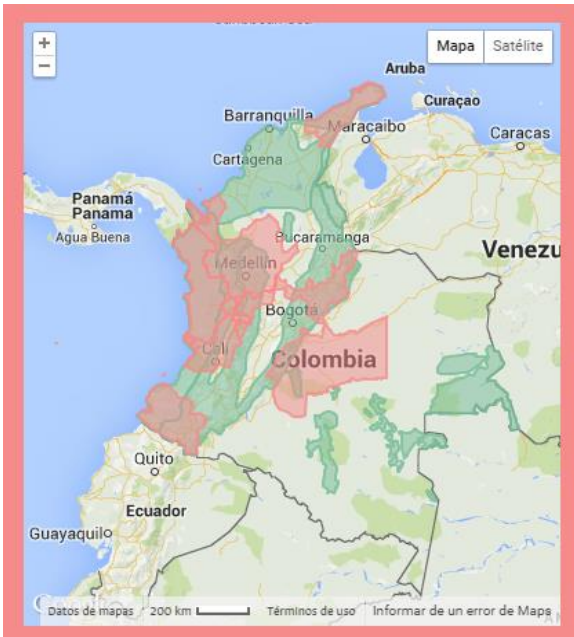 +
Mapa Satélite
−
Aruba
Curaçao
Barranquilla
Maracaibo
Caracas
Cartagena
Panamá
Panama
Agua Buena
Bucaramanga
Venezu
Medellín
Bogotá
Cali
Colombia
Quito
Ecuador
Guayaquil
Datos de mapas 200 km Términos de uso Informar de un error de Maps